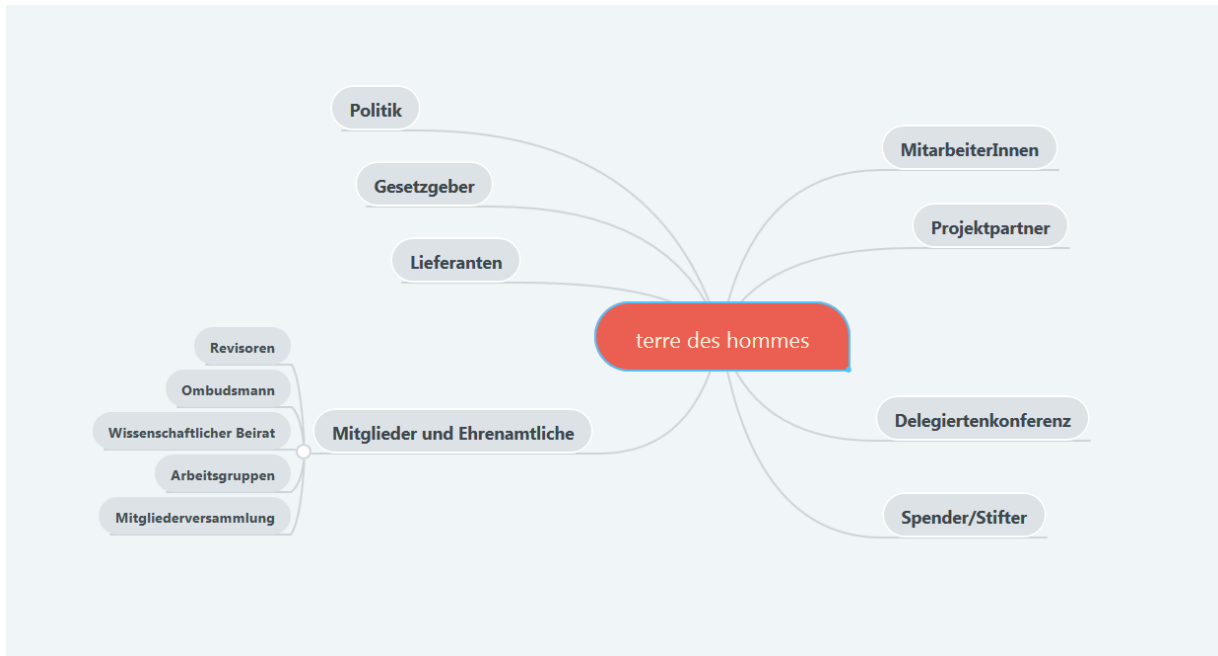 Politik
MitarbeiterInnen
Gesetzgeber
Projektpartner
Lieferanten
terre des hommes
Revisoren
Ombudsmann
Wissenschaftlicher Beirat
Mitglieder und Ehrenamtliche
Delegiertenkonferenz
Arbeitsgruppen
Mitgliederversammlung
Spender/Stifter